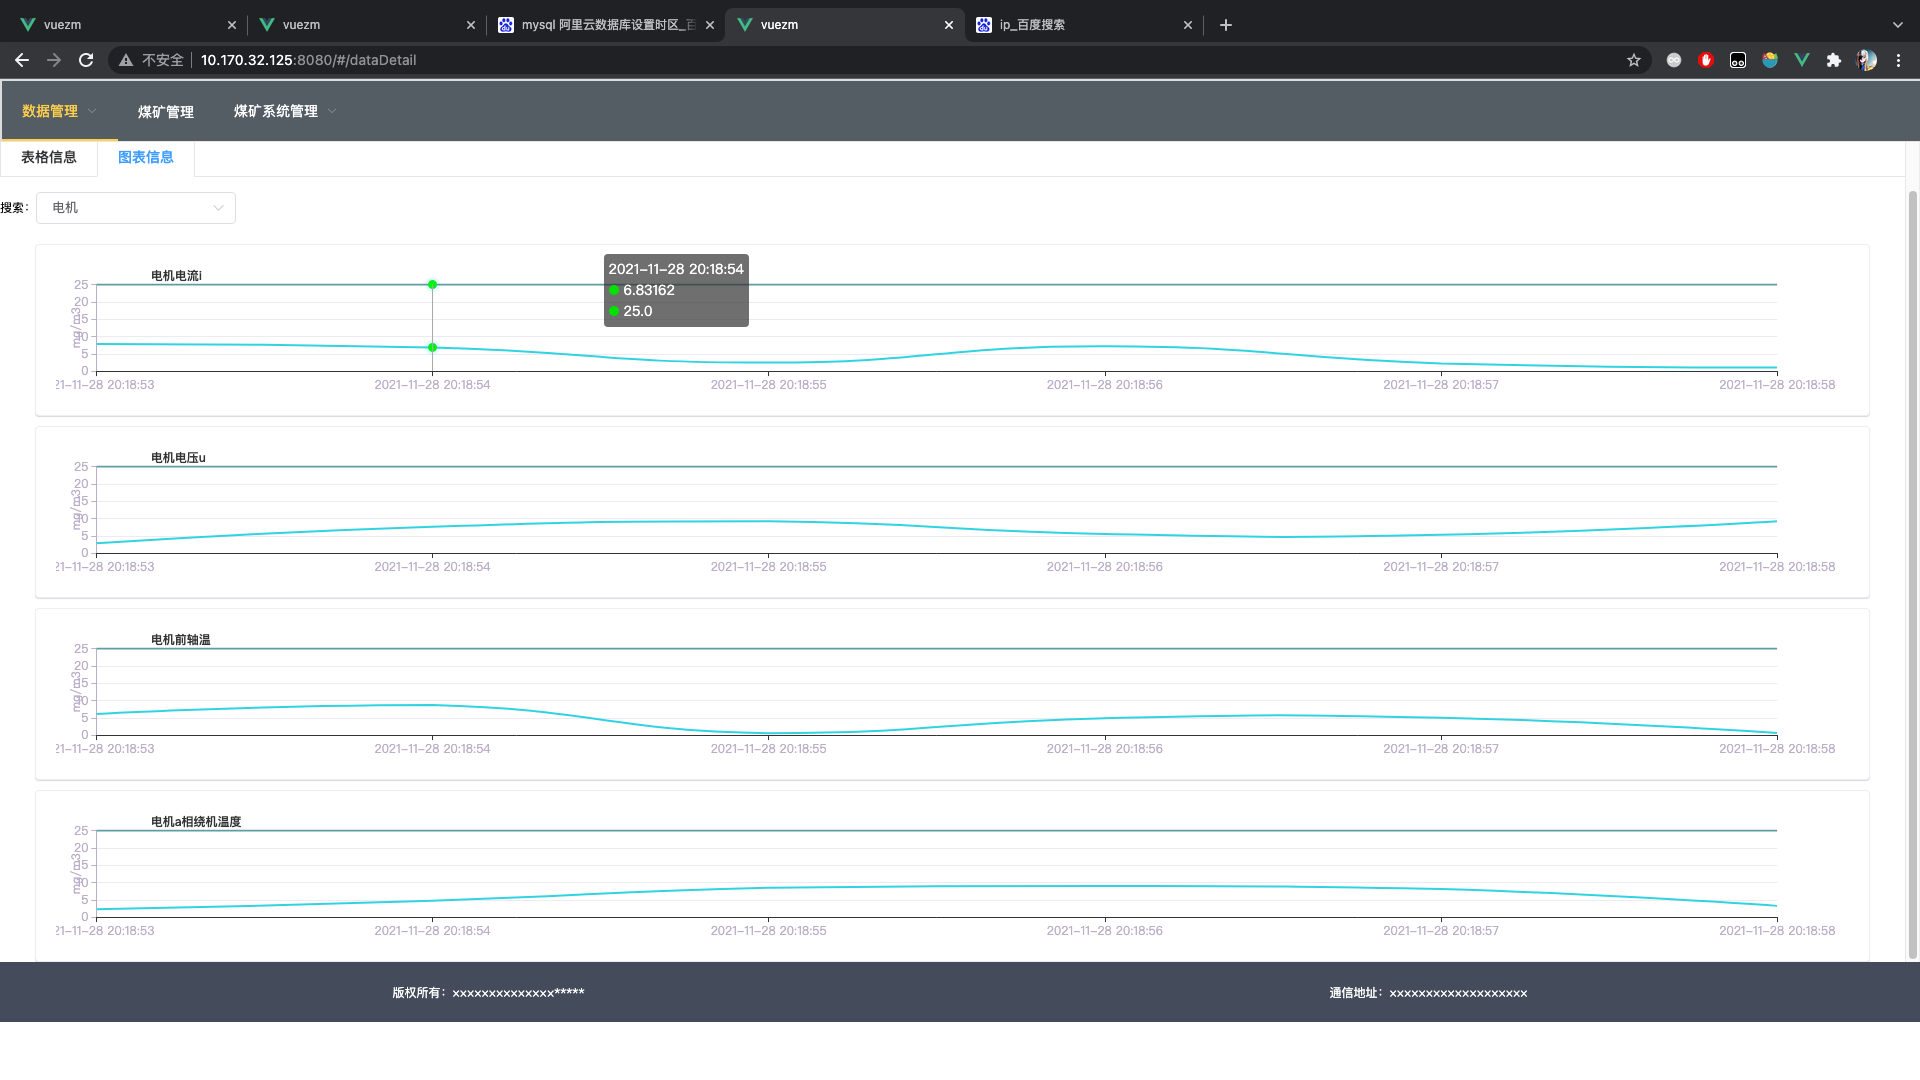 vuezm
vuezm
mysql 阿里云数据库设置时区_百
vuezm
ip_百度搜索
不安全 10.170.32.125:8080/#/dataDetail
数据管理 煤矿管理 煤矿系统管理
表格信息 图表信息
搜索： 电机
电机电流i
2021-11-28 20:18:54
6.83162
25.0
mg/m3
25
20
15
10
5
0
21-11-28 20:18:53 2021-11-28 20:18:54 2021-11-28 20:18:55 2021-11-28 20:18:56 2021-11-28 20:18:57 2021-11-28 20:18:58
电机电压u
mg/m3
25
20
15
10
5
0
21-11-28 20:18:53 2021-11-28 20:18:54 2021-11-28 20:18:55 2021-11-28 20:18:56 2021-11-28 20:18:57 2021-11-28 20:18:58
电机前轴温
mg/m3
25
20
15
10
5
0
21-11-28 20:18:53 2021-11-28 20:18:54 2021-11-28 20:18:55 2021-11-28 20:18:56 2021-11-28 20:18:57 2021-11-28 20:18:58
电机a相绕机温度
mg/m3
25
20
15
10
5
0
21-11-28 20:18:53 2021-11-28 20:18:54 2021-11-28 20:18:55 2021-11-28 20:18:56 2021-11-28 20:18:57 2021-11-28 20:18:58
版权所有：xxxxxxxxxxxxxx***** 通信地址：xxxxxxxxxxxxxxxxxxx